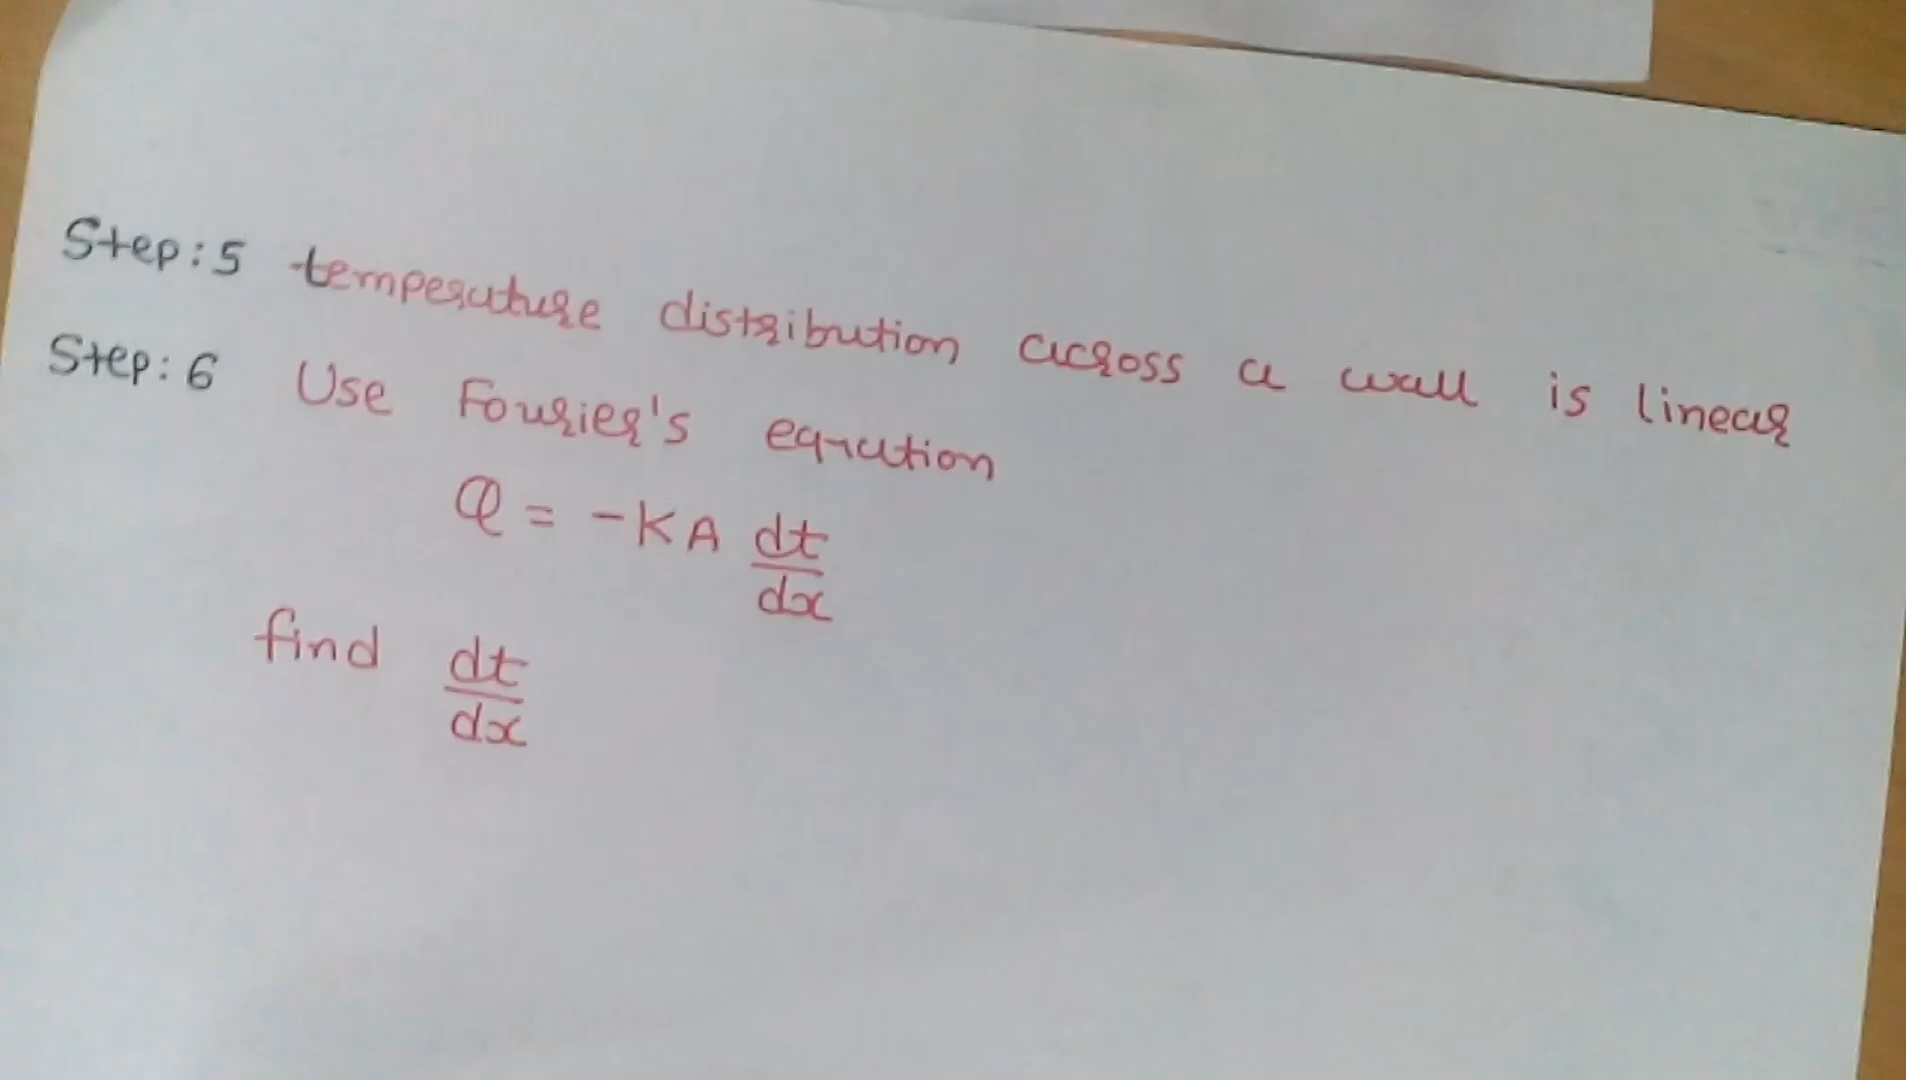 Step:5 temperature distribution across a wall is linear
Step:6 Use Fourier's equation
Q = -KA dt/dx
find dt/dx